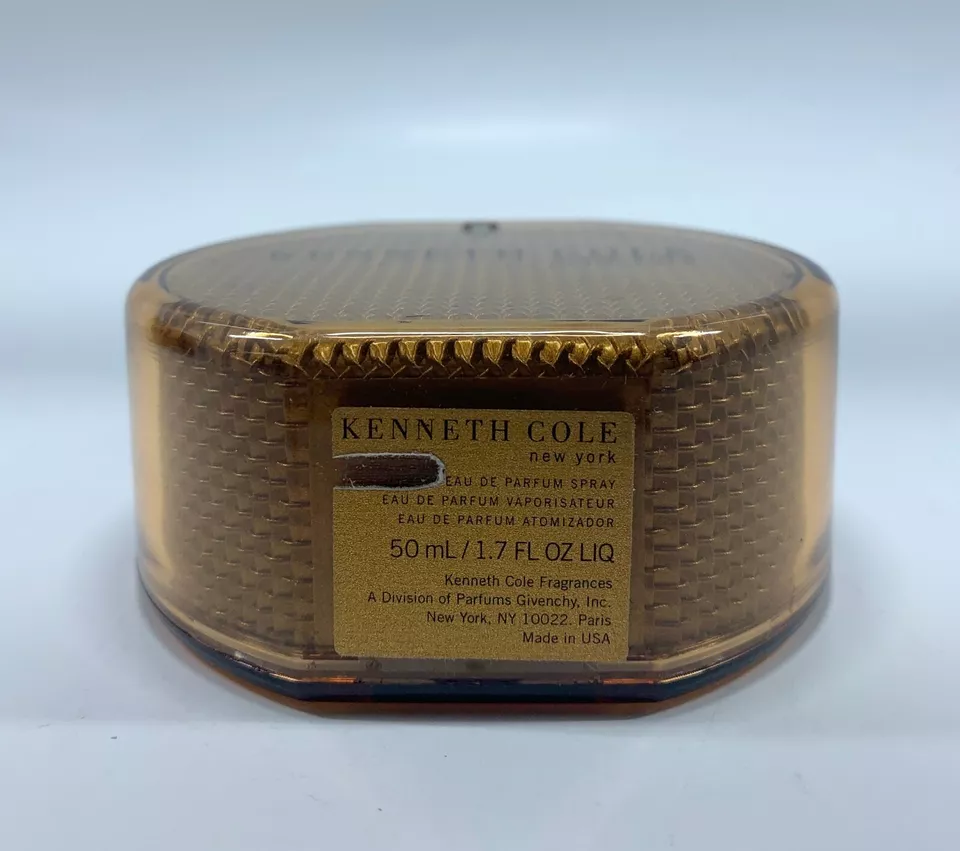 KENNETH COLE
KENNETH COLE
new york
EAU DE PARFUM SPRAY
EAU DE PARFUM VAPORISATEUR
EAU DE PARFUM ATOMIZADOR
50 mL / 1.7 FL OZ LIQ
Kenneth Cole Fragrances
A Division of Parfums Givenchy, Inc.
New York, NY 10022. Paris
Made in USA